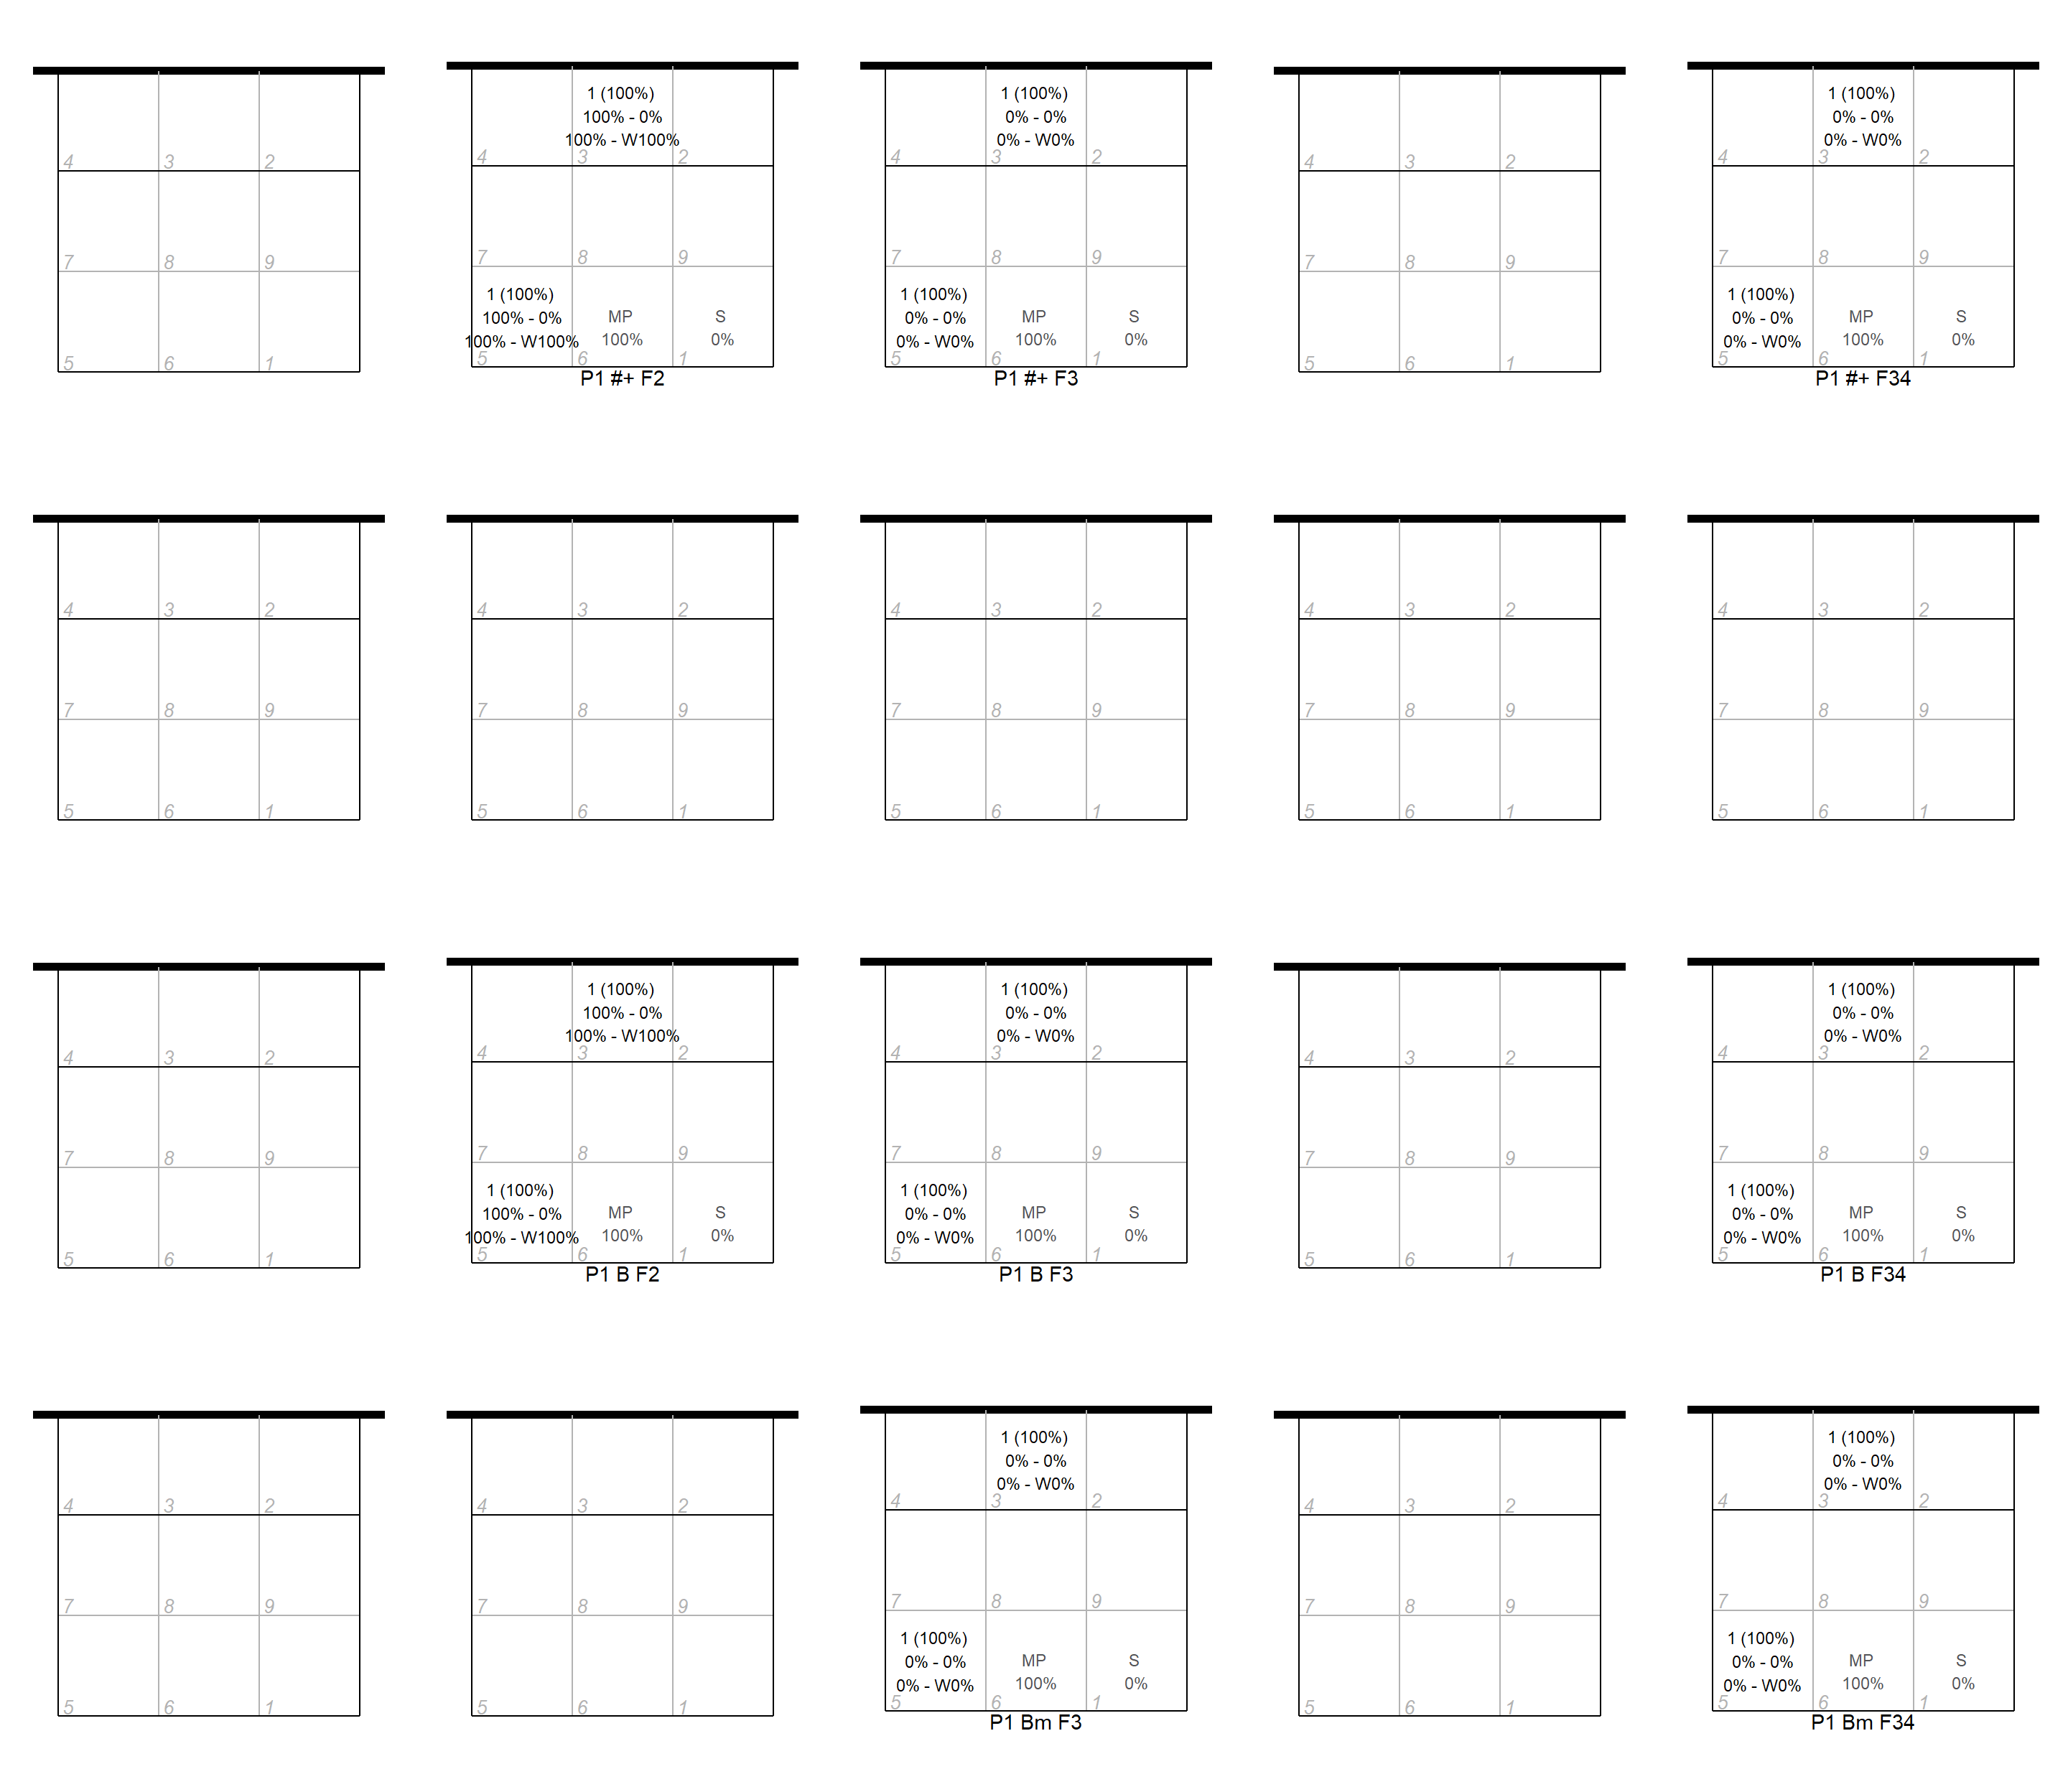 1 (100%)
100% - 0%
100% - W100%
1 (100%)
0% - 0%
0% - W0%
1 (100%)
0% - 0%
0% - W0%
4 3 2
4 3 2
4 3 2
4 3 2
4 3 2
7 8 9
7 8 9
7 8 9
7 8 9
7 8 9
1 (100%)
100% - 0%
100% - W100%
MP
100%
S
0%
1 (100%)
0% - 0%
0% - W0%
MP
100%
S
0%
1 (100%)
0% - 0%
0% - W0%
MP
100%
S
0%
5 6 1
5 6 1
5 6 1
5 6 1
5 6 1
P1 #+ F2
P1 #+ F3
P1 #+ F34
4 3 2
4 3 2
4 3 2
4 3 2
4 3 2
7 8 9
7 8 9
7 8 9
7 8 9
7 8 9
5 6 1
5 6 1
5 6 1
5 6 1
5 6 1
1 (100%)
100% - 0%
100% - W100%
1 (100%)
0% - 0%
0% - W0%
1 (100%)
0% - 0%
0% - W0%
4 3 2
4 3 2
4 3 2
4 3 2
4 3 2
7 8 9
7 8 9
7 8 9
7 8 9
7 8 9
1 (100%)
100% - 0%
100% - W100%
MP
100%
S
0%
1 (100%)
0% - 0%
0% - W0%
MP
100%
S
0%
1 (100%)
0% - 0%
0% - W0%
MP
100%
S
0%
5 6 1
5 6 1
5 6 1
5 6 1
5 6 1
P1 B F2
P1 B F3
P1 B F34
1 (100%)
0% - 0%
0% - W0%
1 (100%)
0% - 0%
0% - W0%
4 3 2
4 3 2
4 3 2
4 3 2
4 3 2
7 8 9
7 8 9
7 8 9
7 8 9
7 8 9
1 (100%)
0% - 0%
0% - W0%
MP
100%
S
0%
1 (100%)
0% - 0%
0% - W0%
MP
100%
S
0%
5 6 1
5 6 1
5 6 1
5 6 1
5 6 1
P1 Bm F3
P1 Bm F34